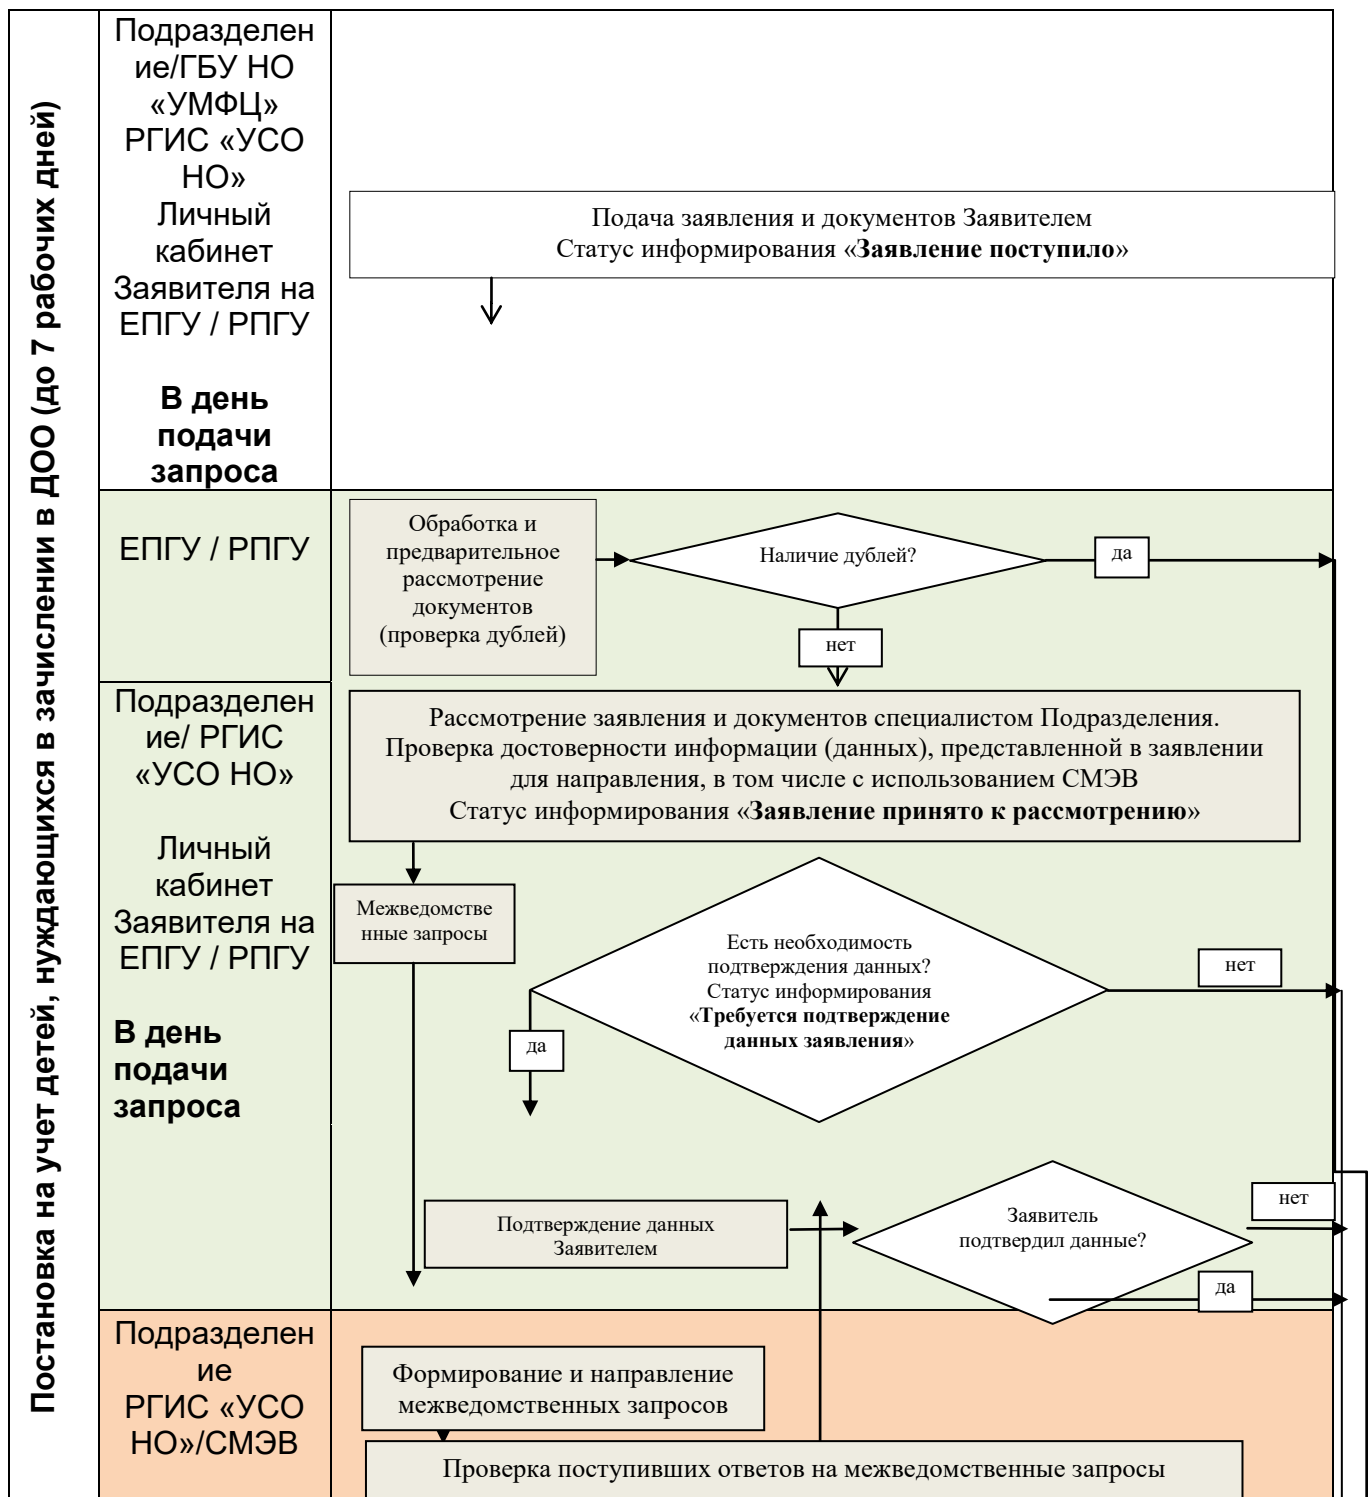 Постановка на учет детей, нуждающихся в зачислении в ДОО (до 7 рабочих дней)
Подразделен
ие/ГБУ НО
«УМФЦ»
РГИС «УСО
НО»
Личный
кабинет
Заявителя на
ЕПГУ / РПГУ
В день
подачи
запроса
Подача заявления и документов Заявителем
Статус информирования «Заявление поступило»
ЕПГУ / РПГУ
Обработка и
предварительное
рассмотрение
документов
(проверка дублей)
Наличие дублей?
да
нет
Подразделен
ие/ РГИС
«УСО НО»
Личный
кабинет
Заявителя на
ЕПГУ / РПГУ
В день
подачи
запроса
Рассмотрение заявления и документов специалистом Подразделения.
Проверка достоверности информации (данных), представленной в заявлении
для направления, в том числе с использованием СМЭВ
Статус информирования «Заявление принято к рассмотрению»
Межведомстве
нные запросы
Есть необходимость
подтверждения данных?
Статус информирования
«Требуется подтверждение
данных заявления»
нет
да
Подтверждение данных
Заявителем
Заявитель
подтвердил данные?
нет
да
Подразделен
ие
РГИС «УСО
НО»/СМЭВ
Формирование и направление
межведомственных запросов
Проверка поступивших ответов на межведомственные запросы